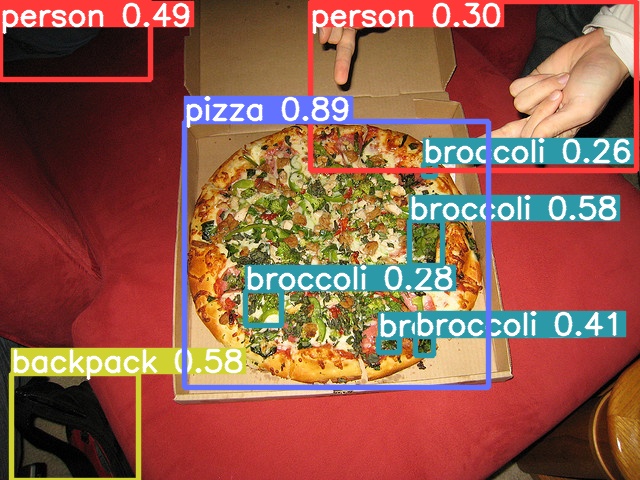 person 0.49
person 0.30
pizza 0.89
broccoli 0.26
broccoli 0.58
broccoli 0.28
broccoli 0.41
backpack 0.58